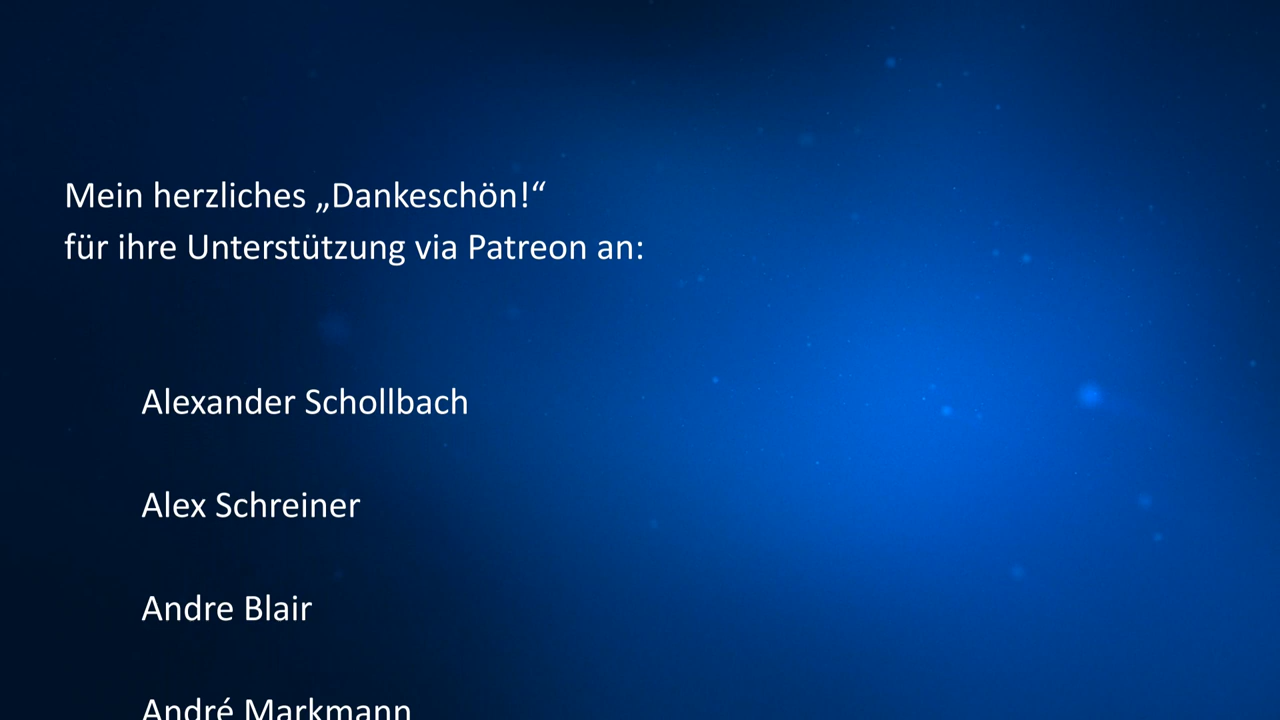 Mein herzliches „Dankeschön!“
für ihre Unterstützung via Patreon an:
Alexander Schollbach
Alex Schreiner
Andre Blair
André Markmann